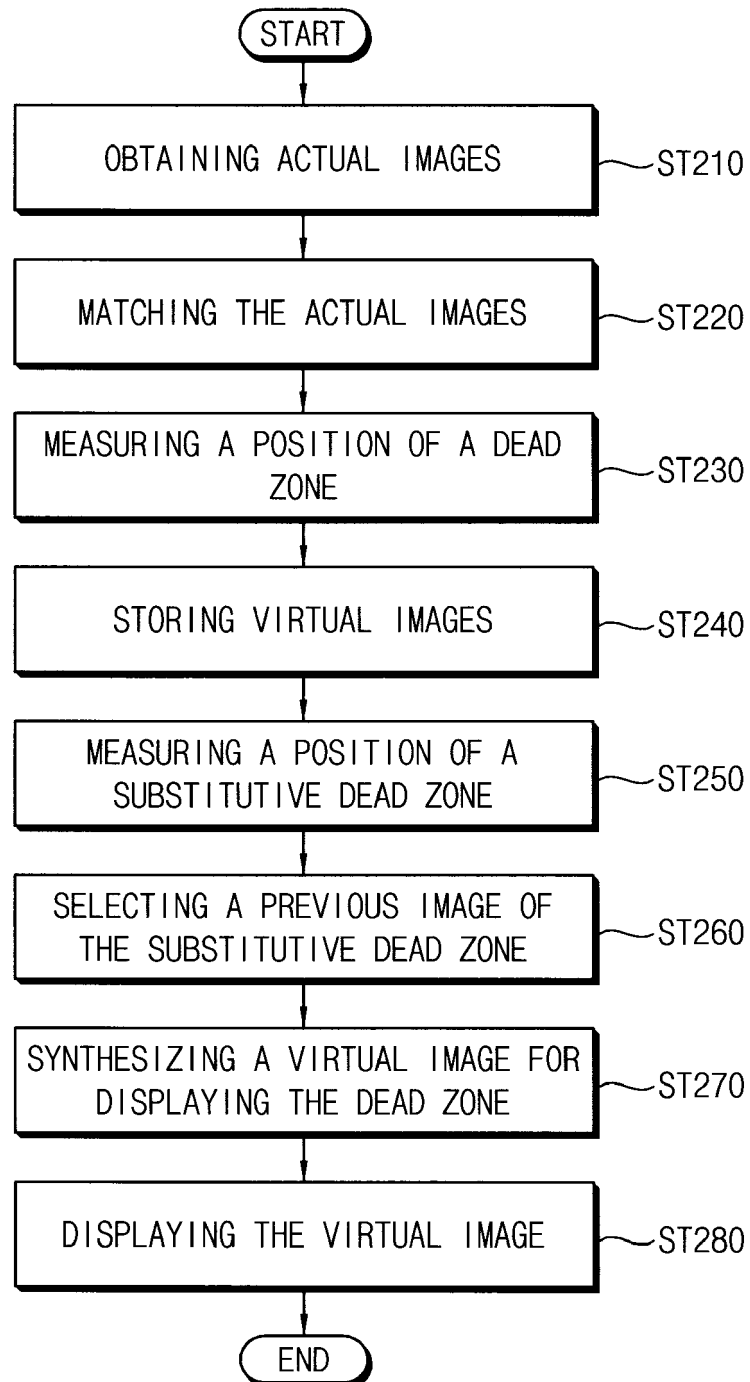 START
OBTAINING ACTUAL IMAGES
ST210
MATCHING THE ACTUAL IMAGES
ST220
MEASURING A POSITION OF A DEAD
ZONE
ST230
STORING VIRTUAL IMAGES
ST240
MEASURING A POSITION OF A
SUBSTITUTIVE DEAD ZONE
ST250
SELECTING A PREVIOUS IMAGE OF
THE SUBSTITUTIVE DEAD ZONE
ST260
SYNTHESIZING A VIRTUAL IMAGE FOR
DISPLAYING THE DEAD ZONE
ST270
DISPLAYING THE VIRTUAL IMAGE
ST280
END